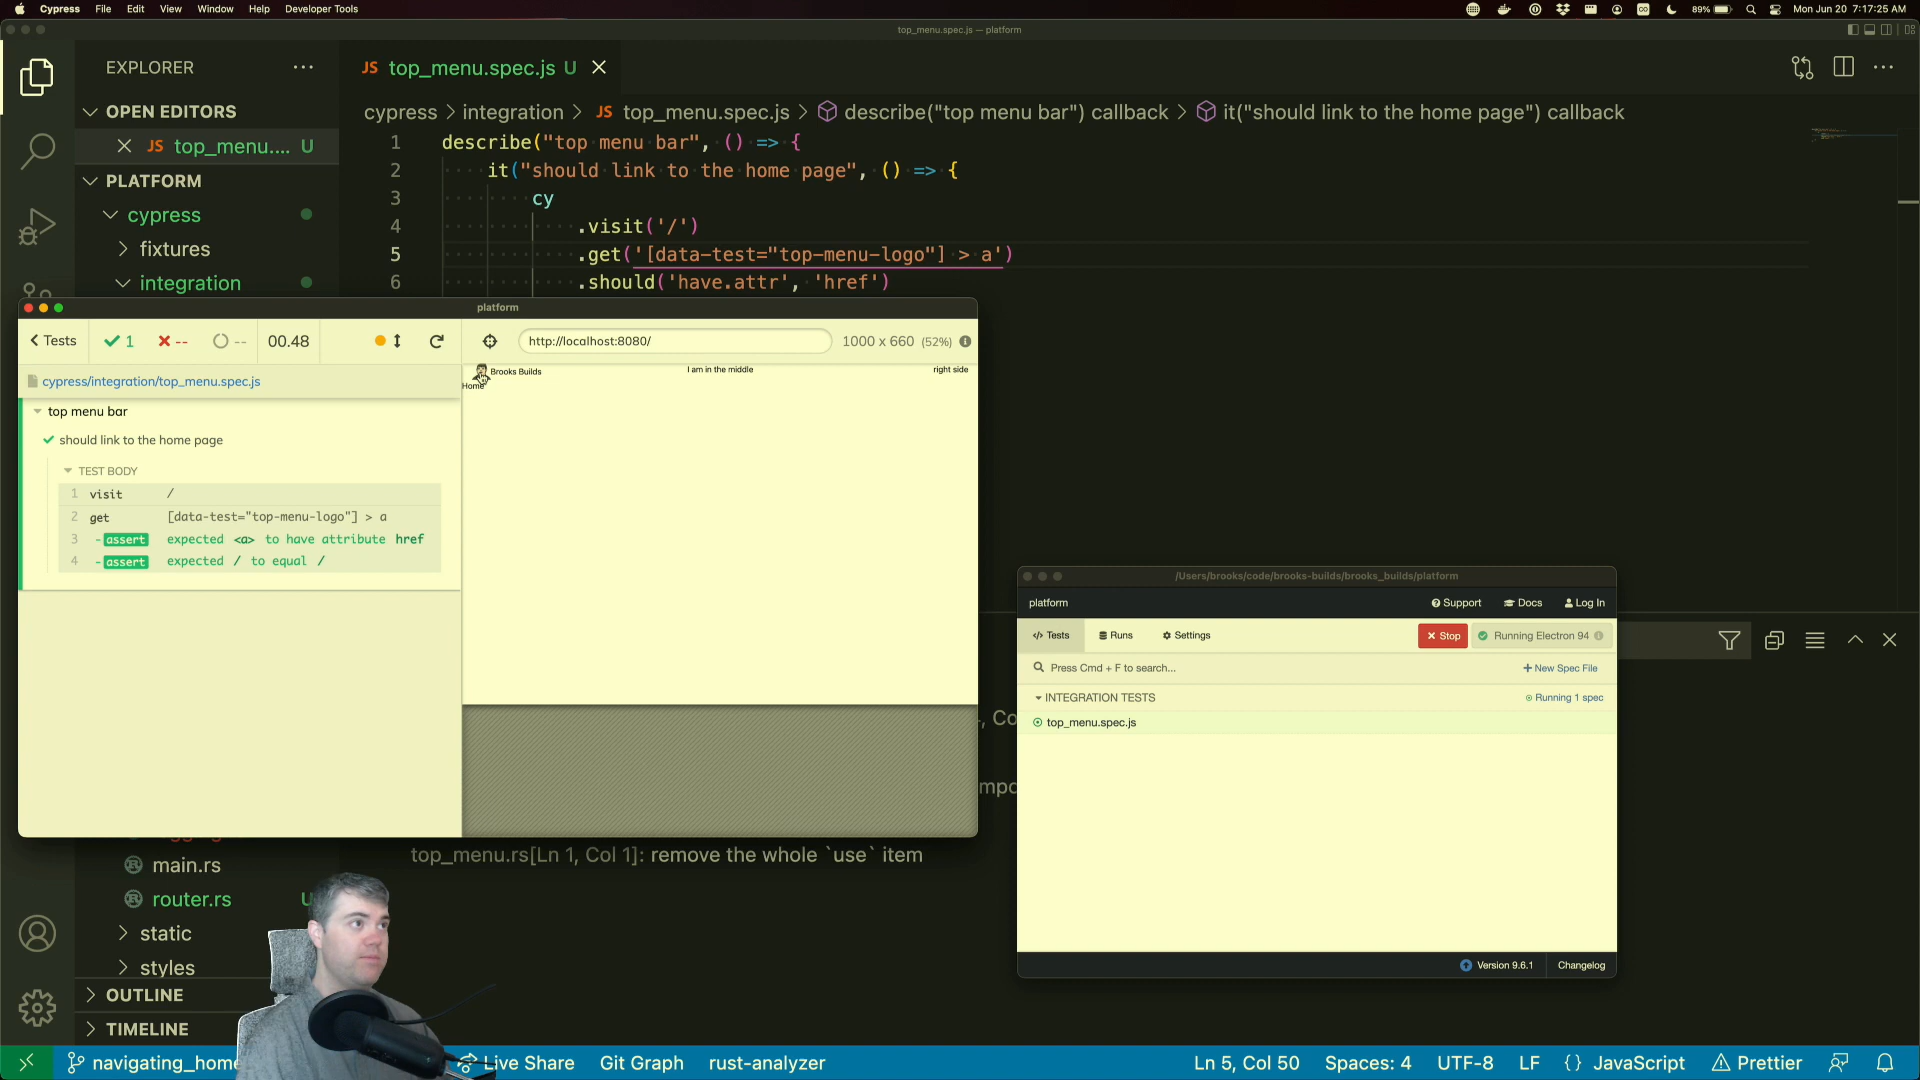 Cypress File Edit View Window Help Developer Tools
89% Mon Jun 20 7:17:25 AM
top_menu.spec.js — platform
EXPLORER
JS top_menu.spec.js U
OPEN EDITORS
JS top_menu.... U
cypress > integration > JS top_menu.spec.js > describe("top menu bar") callback > it("should link to the home page") callback
PLATFORM
cypress
fixtures
integration
1 describe("top menu bar", () => {
2 it("should link to the home page", () => {
3 cy
4 .visit('/')
5 .get('[data-test="top-menu-logo"] > a')
6 .should('have.attr', 'href')
platform
Tests 1 -- -- 00.48
http://localhost:8080/ 1000 x 660 (52%)
cypress/integration/top_menu.spec.js
top menu bar
should link to the home page
TEST BODY
1 visit /
2 get [data-test="top-menu-logo"] > a
3 -assert expected <a> to have attribute href
4 -assert expected / to equal /
Brooks Builds I am in the middle right side
Home
/Users/brooks/code/brooks-builds/brooks_builds/platform
platform Support Docs Log In
</> Tests Runs Settings Stop Running Electron 94
Press Cmd + F to search... New Spec File
INTEGRATION TESTS Running 1 spec
top_menu.spec.js
Version 9.6.1 Changelog
, Co
mpo
top_menu.rs[Ln 1, Col 1]: remove the whole `use` item
main.rs
router.rs
static
styles
OUTLINE
TIMELINE
navigating_home Live Share Git Graph rust-analyzer Ln 5, Col 50 Spaces: 4 UTF-8 LF {} JavaScript Prettier